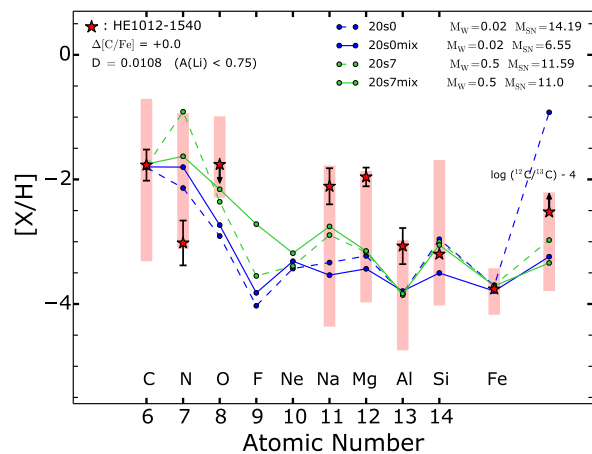 : HE1012-1540
Δ[C/Fe] = +0.0
D = 0.0108 (A(Li) < 0.75)
20s0 M_W=0.02 M_SN=14.19
20s0mix M_W=0.02 M_SN=6.55
20s7 M_W=0.5 M_SN=11.59
20s7mix M_W=0.5 M_SN=11.0
log (¹²C/¹³C) - 4
[X/H]
0
−2
−4
C N O F Ne Na Mg Al Si Fe
6 7 8 9 10 11 12 13 14
Atomic Number